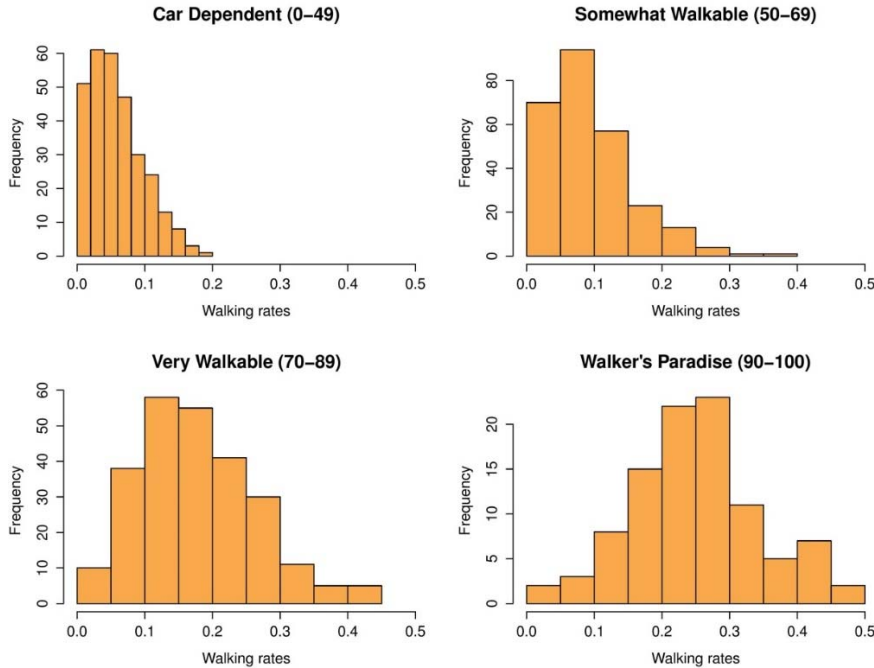 Car Dependent (0−49)
Frequency
60
50
40
30
20
10
0
0.0 0.1 0.2 0.3 0.4 0.5
Walking rates
Somewhat Walkable (50−69)
Frequency
80
60
40
20
0
0.0 0.1 0.2 0.3 0.4 0.5
Walking rates
Very Walkable (70−89)
Frequency
60
50
40
30
20
10
0
0.0 0.1 0.2 0.3 0.4 0.5
Walking rates
Walker's Paradise (90−100)
Frequency
20
15
10
5
0
0.0 0.1 0.2 0.3 0.4 0.5
Walking rates